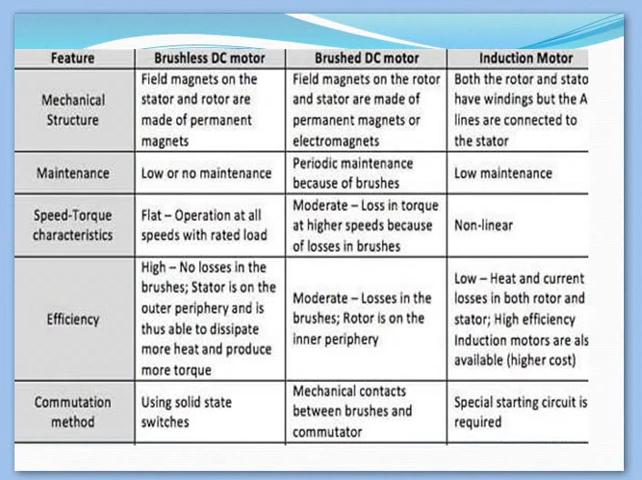 Feature Brushless DC motor Brushed DC motor Induction Motor
Mechanical Structure
Field magnets on the
stator and rotor are
made of permanent
magnets
Field magnets on the rotor
and stator are made of
permanent magnets or
electromagnets
Both the rotor and stato
have windings but the A
lines are connected to
the stator
Maintenance
Low or no maintenance
Periodic maintenance
because of brushes
Low maintenance
Speed-Torque
characteristics
Flat – Operation at all
speeds with rated load
Moderate – Loss in torque
at higher speeds because
of losses in brushes
Non-linear
Efficiency
High – No losses in the
brushes; Stator is on the
outer periphery and is
thus able to dissipate
more heat and produce
more torque
Moderate – Losses in the
brushes; Rotor is on the
inner periphery
Low – Heat and current
losses in both rotor and
stator; High efficiency
Induction motors are als
available (higher cost)
Commutation
method
Using solid state
switches
Mechanical contacts
between brushes and
commutator
Special starting circuit is
required